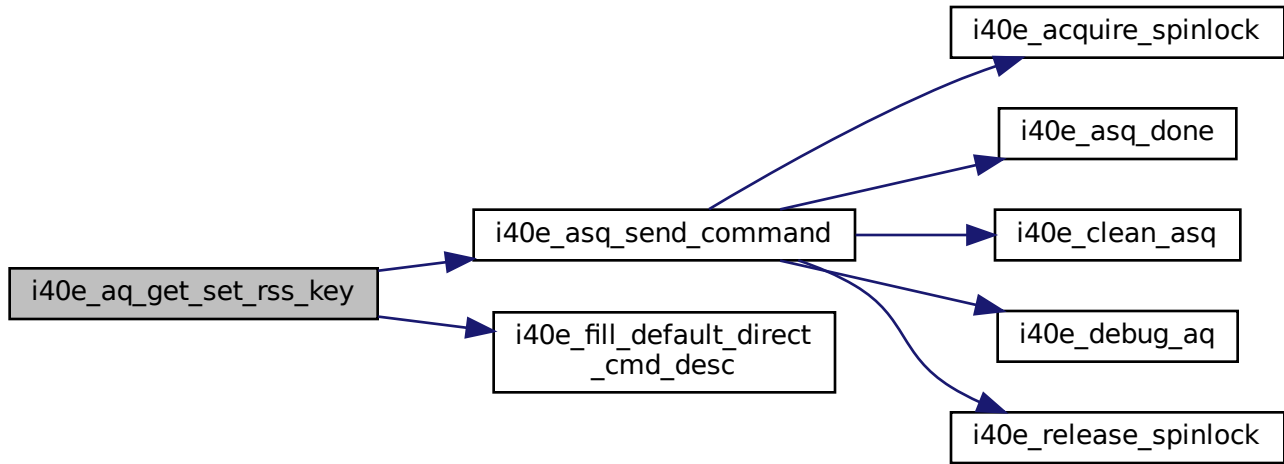 i40e_aq_get_set_rss_key
i40e_asq_send_command
i40e_fill_default_direct
_cmd_desc
i40e_acquire_spinlock
i40e_asq_done
i40e_clean_asq
i40e_debug_aq
i40e_release_spinlock